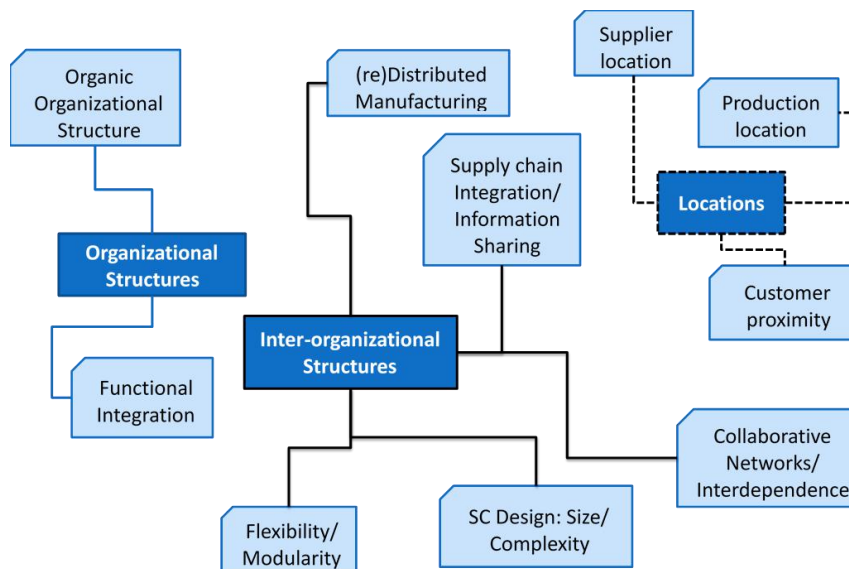 Organic
Organizational
Structure
(re)Distributed
Manufacturing
Supplier
location
Production
location
Supply chain
Integration/
Information
Sharing
Locations
Organizational
Structures
Customer
proximity
Inter-organizational
Structures
Functional
Integration
Collaborative
Networks/
Interdependence
Flexibility/
Modularity
SC Design: Size/
Complexity